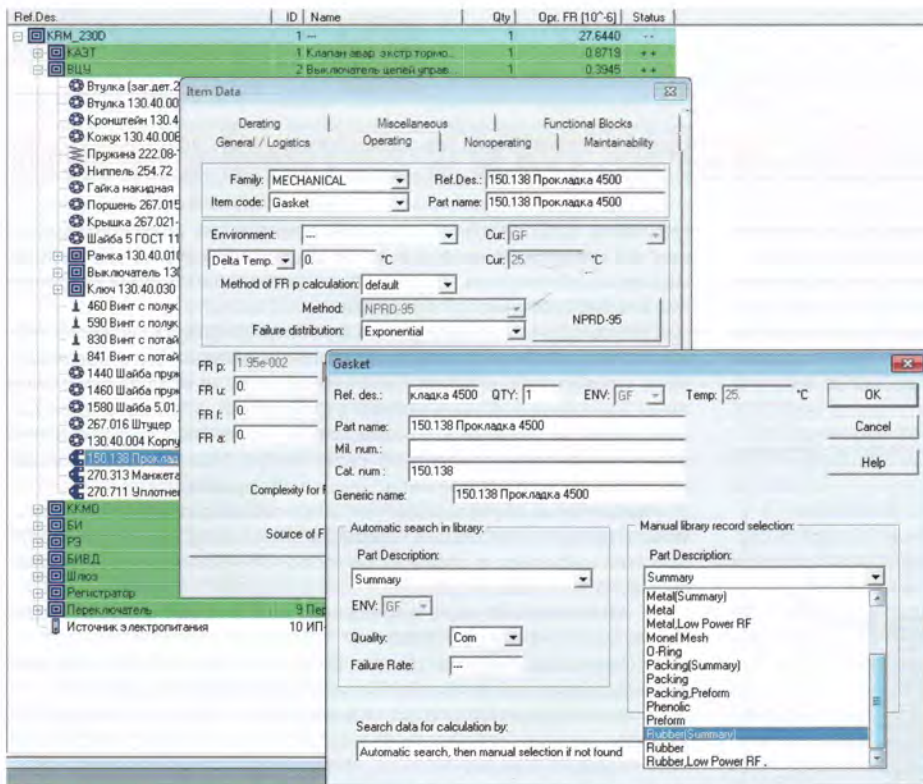 Ref.Des. ID Name Qty Opr. FR [10^-6] Status
KRM_230D 1 -- 1 27.6440 --
КАЭТ 1 Клапан авар. экстр.тормо... 1 0.8719 ++
ВЦУ 2 Выключатель цепей управ... 1 0.3945 ++
Втулка (заг.дет.2
Втулка 130.40.00
Кронштейн 130.4
Кожух 130.40.006
Пружина 222.08-
Ниппель 254.72
Гайка накидная
Поршень 267.015
Крышка 267.021-
Шайба 5 ГОСТ 11
Рамка 130.40.010
Выключатель 130
Ключ 130.40.030
460 Винт с полук
590 Винт с полук
830 Винт с потай
841 Винт с потай
1440 Шайба пруж
1460 Шайба пруж
1580 Шайба 5.01.
267.016 Штуцер
130.40.004 Корпу
150.138 Проклад
270.313 Манжета
270.711 Уплотне
ККМО
БИ
РЭ
БИВД
Шлюз
Регистратор
Переключатель 9 Пер
Источник электропитания 10 ИП-
Item Data
Derating Miscellaneous Functional Blocks
General / Logistics Operating Nonoperating Maintainability
Family: MECHANICAL Ref.Des.: 150.138 Прокладка 4500
Item code: Gasket Part name: 150.138 Прокладка 4500
Environment: --- Cur: GF
Delta Temp. 0. °C Cur: 25. °C
Method of FR p calculation: default
Method: NPRD-95 NPRD-95
Failure distribution: Exponential
FR p: 1.95e-002
FR u: 0.
FR f: 0.
FR a: 0.
Complexity for F
Source of F
Gasket
Ref. des.: кладка 4500 QTY: 1 ENV: GF Temp: 25. °C OK
Part name: 150.138 Прокладка 4500 Cancel
Mil. num.:
Cat. num.: 150.138 Help
Generic name: 150.138 Прокладка 4500
Automatic search in library: Manual library record selection:
Part Description: Part Description:
Summary Summary
ENV: GF
Quality: Com
Failure Rate: ---
Metal(Summary)
Metal
Metal,Low Power RF
Monel Mesh
O-Ring
Packing(Summary)
Packing
Packing,Preform
Phenolic
Preform
Rubber(Summary)
Rubber
Rubber,Low Power RF .
Search data for calculation by:
Automatic search, then manual selection if not found